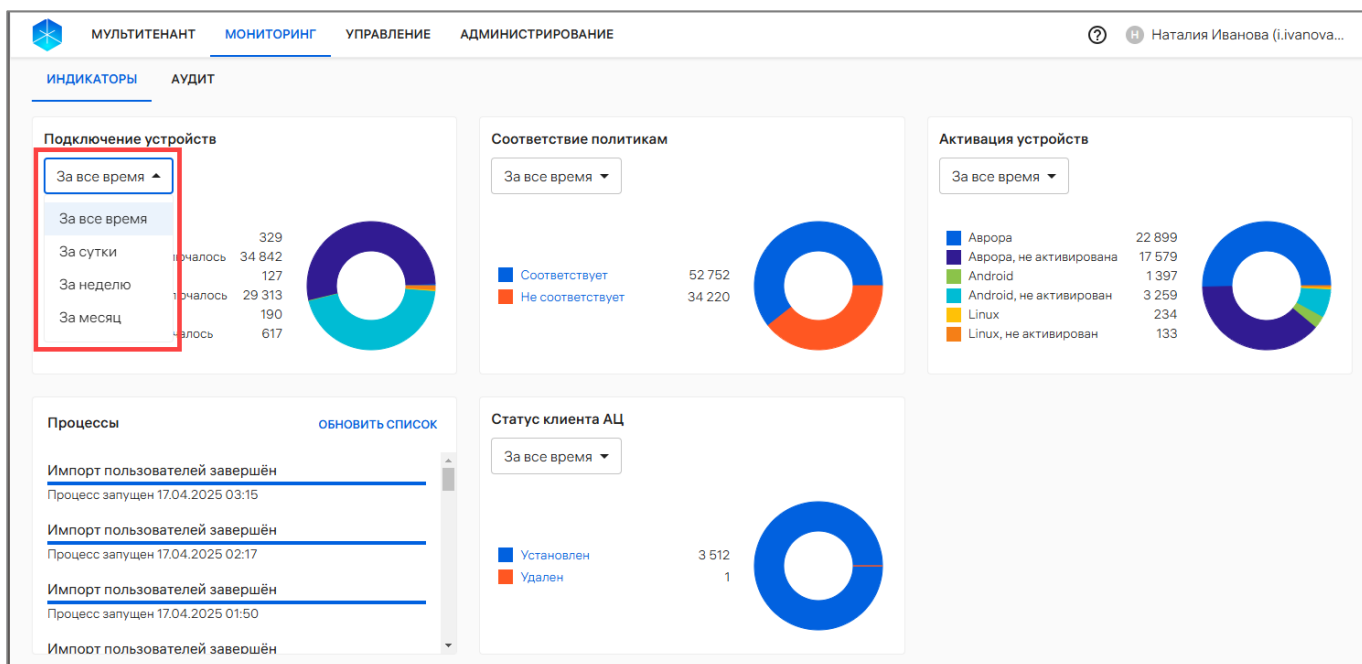 МУЛЬТИТЕНАНТ МОНИТОРИНГ УПРАВЛЕНИЕ АДМИНИСТРИРОВАНИЕ ? Н Наталия Иванова (i.ivanova...
ИНДИКАТОРЫ АУДИТ
Подключение устройств
За все время
За все время
За сутки
За неделю
За месяц
329
ючалось 34 842
127
лючалось 29 313
190
чалось 617
Соответствие политикам
За все время
Соответствует 52 752
Не соответствует 34 220
Активация устройств
За все время
Аврора 22 899
Аврора, не активирована 17 579
Android 1 397
Android, не активирован 3 259
Linux 234
Linux, не активирован 133
Процессы ОБНОВИТЬ СПИСОК
Импорт пользователей завершён
Процесс запущен 17.04.2025 03:15
Импорт пользователей завершён
Процесс запущен 17.04.2025 02:17
Импорт пользователей завершён
Процесс запущен 17.04.2025 01:50
Импорт пользователей завершён
Статус клиента АЦ
За все время
Установлен 3 512
Удален 1